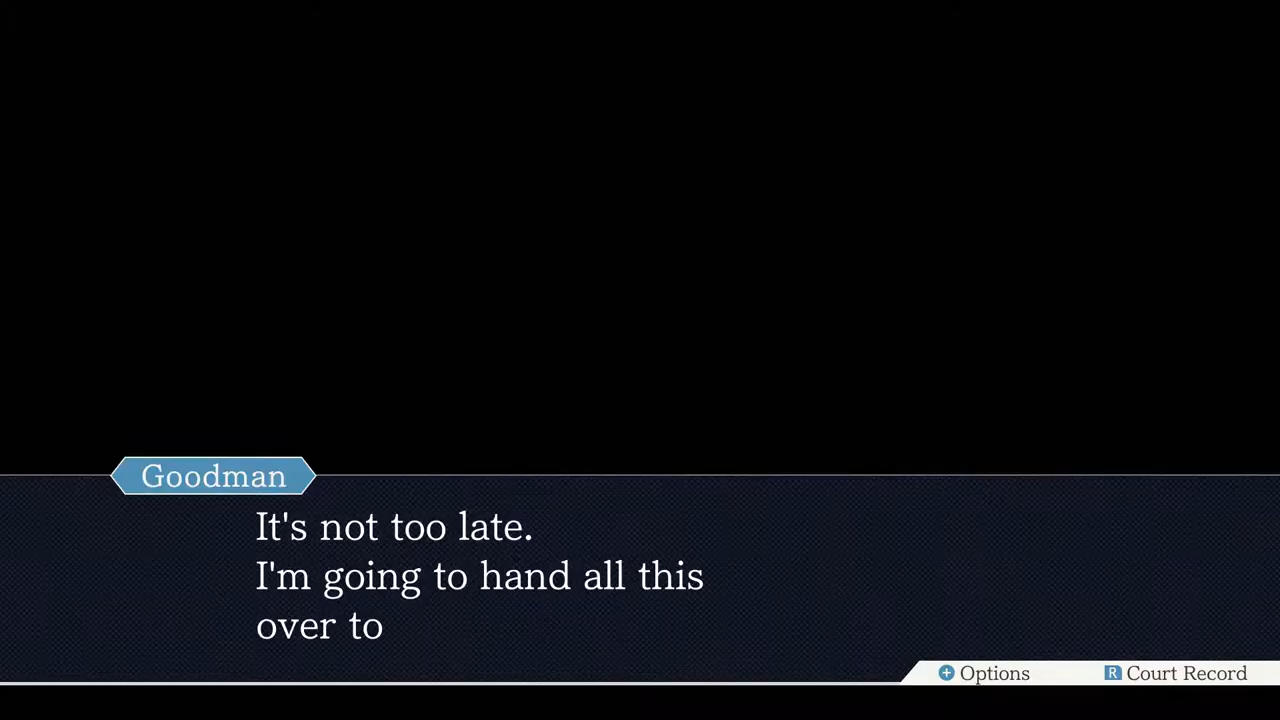 Goodman
It's not too late.
I'm going to hand all this
over to
+ Options
R Court Record